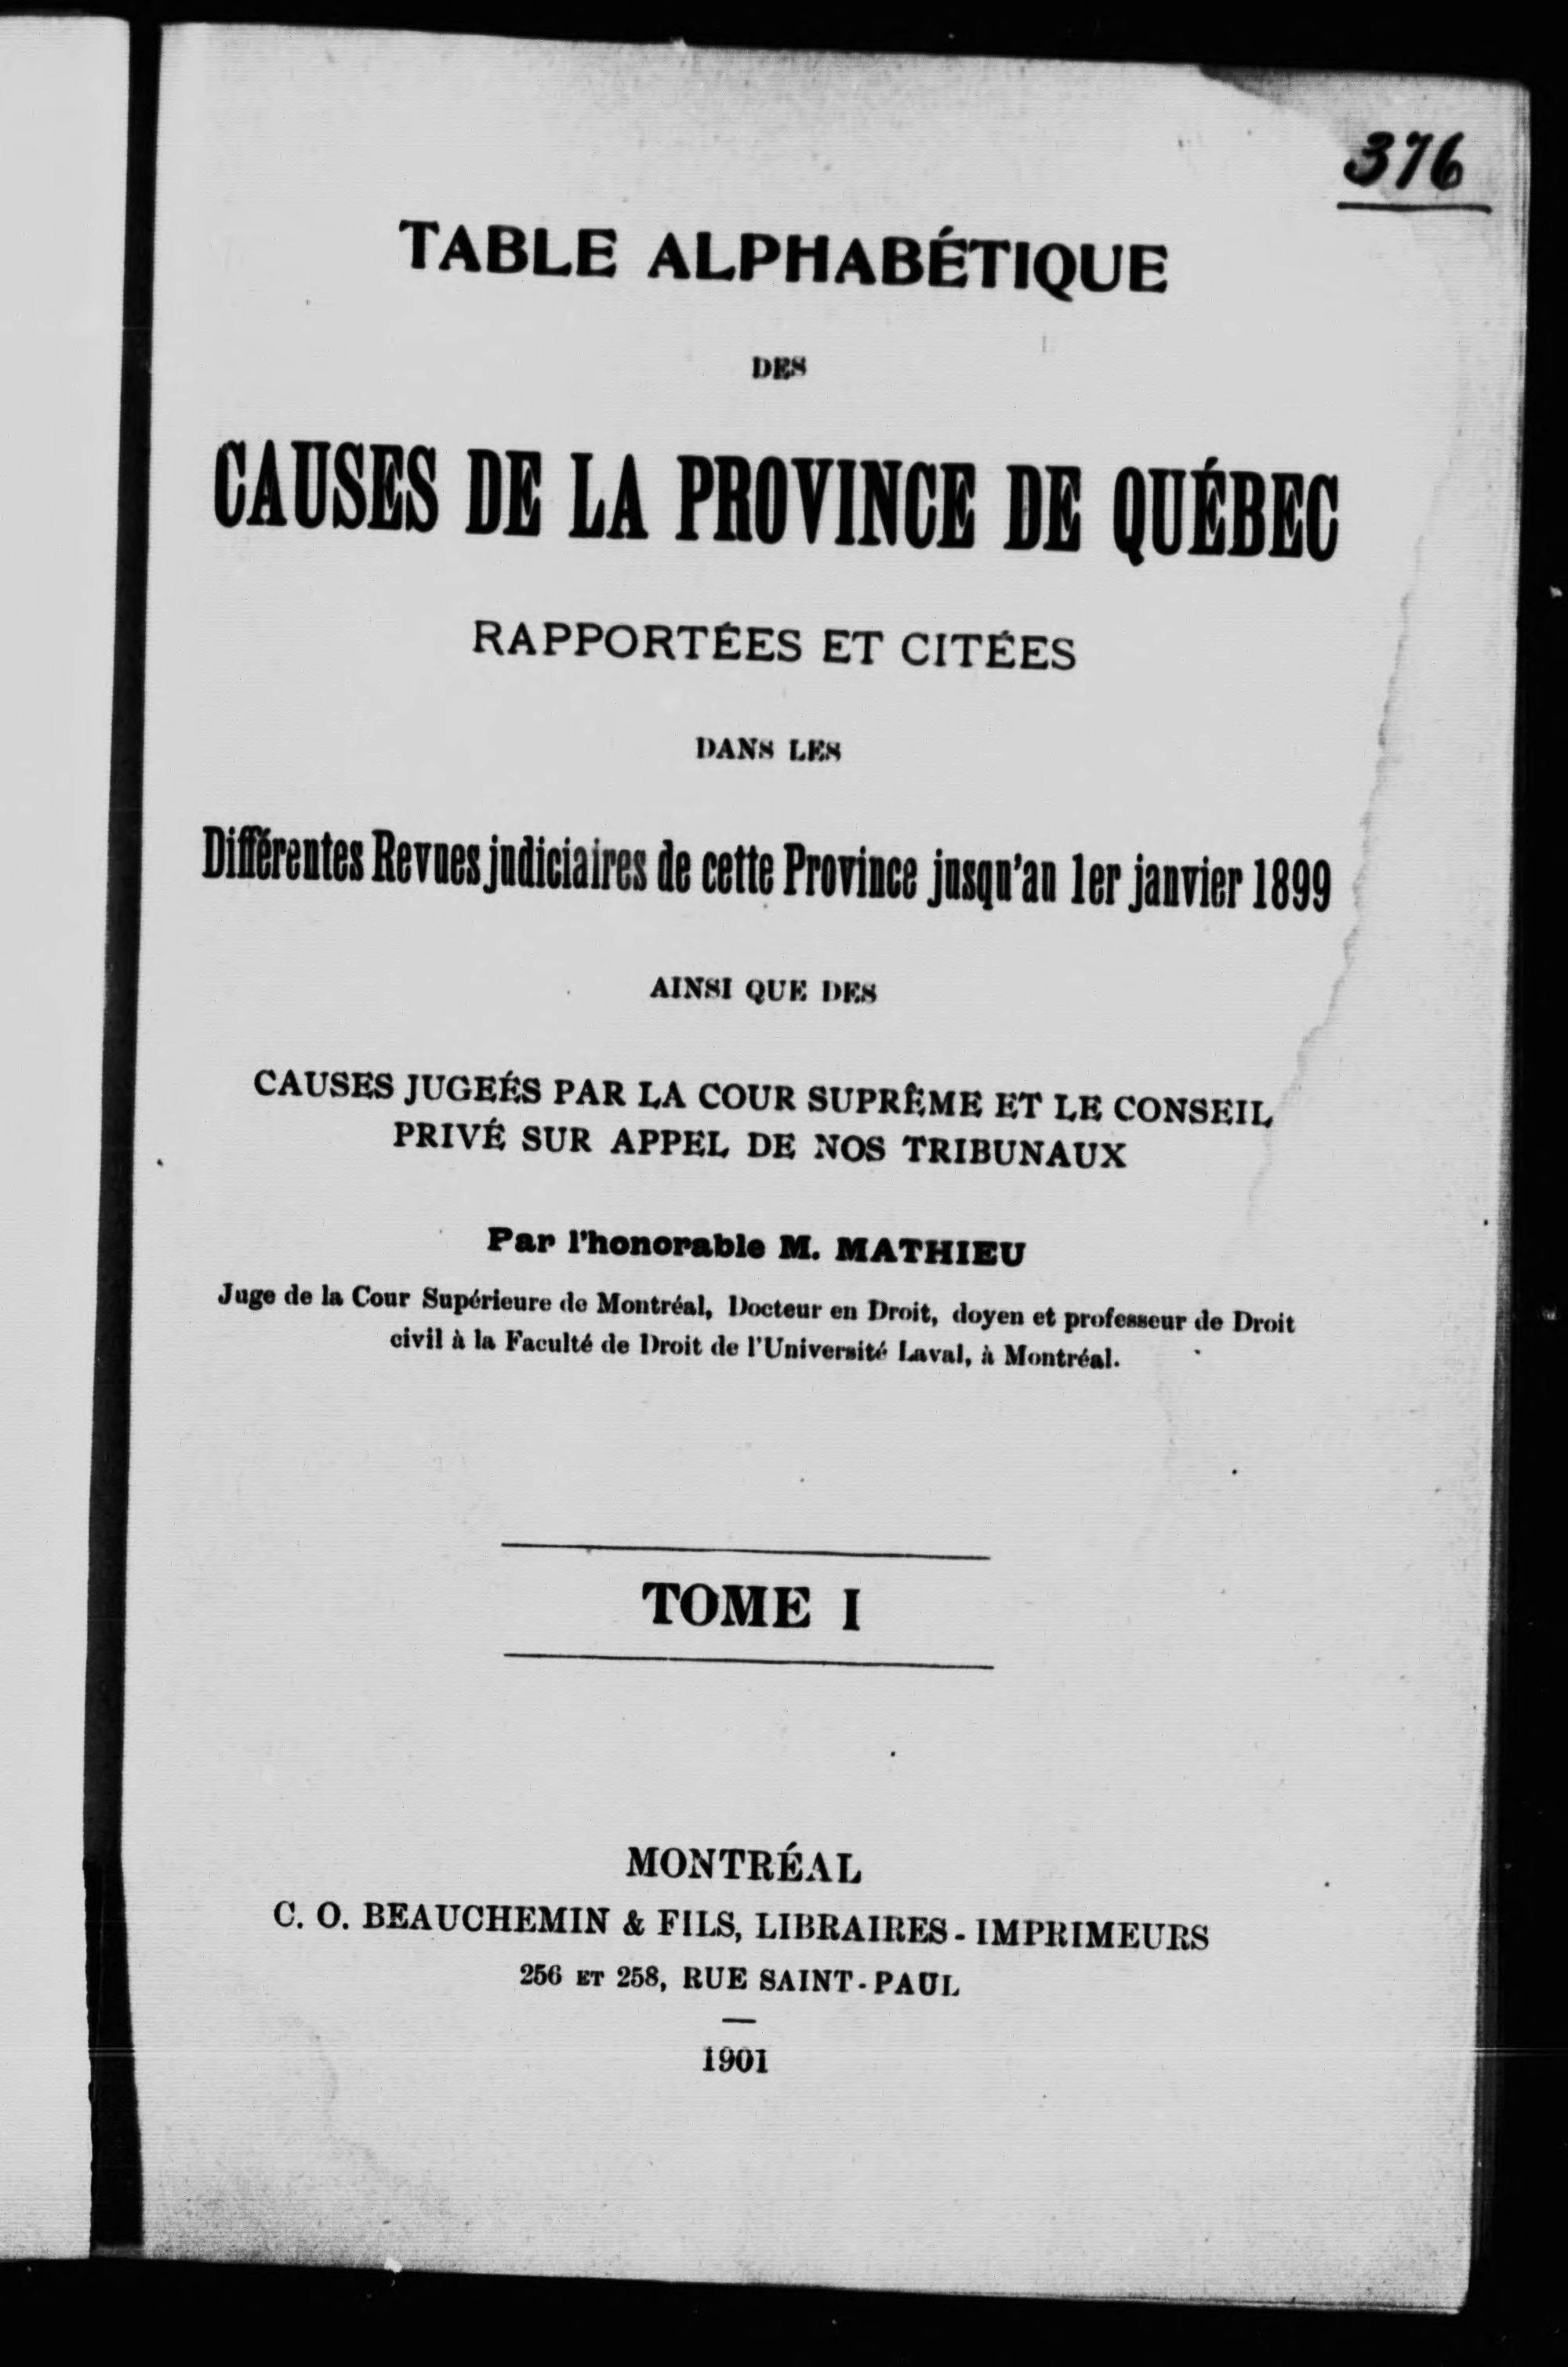 376
TABLE ALPHABÉTIQUE
DES
CAUSES DE LA PROVINCE DE QUÉBEC
RAPPORTÉES ET CITÉES
DANS LES
Différentes Revues judiciaires de cette Province jusqu'au 1er janvier 1899
AINSI QUE DES
CAUSES JUGEÉS PAR LA COUR SUPRÊME ET LE CONSEIL
PRIVÉ SUR APPEL DE NOS TRIBUNAUX
Par l'honorable M. MATHIEU
Juge de la Cour Supérieure de Montréal, Docteur en Droit, doyen et professeur de Droit
civil à la Faculté de Droit de l'Université Laval, à Montréal.
TOME I
MONTRÉAL
C. O. BEAUCHEMIN & FILS, LIBRAIRES-IMPRIMEURS
256 ET 258, RUE SAINT-PAUL
1901